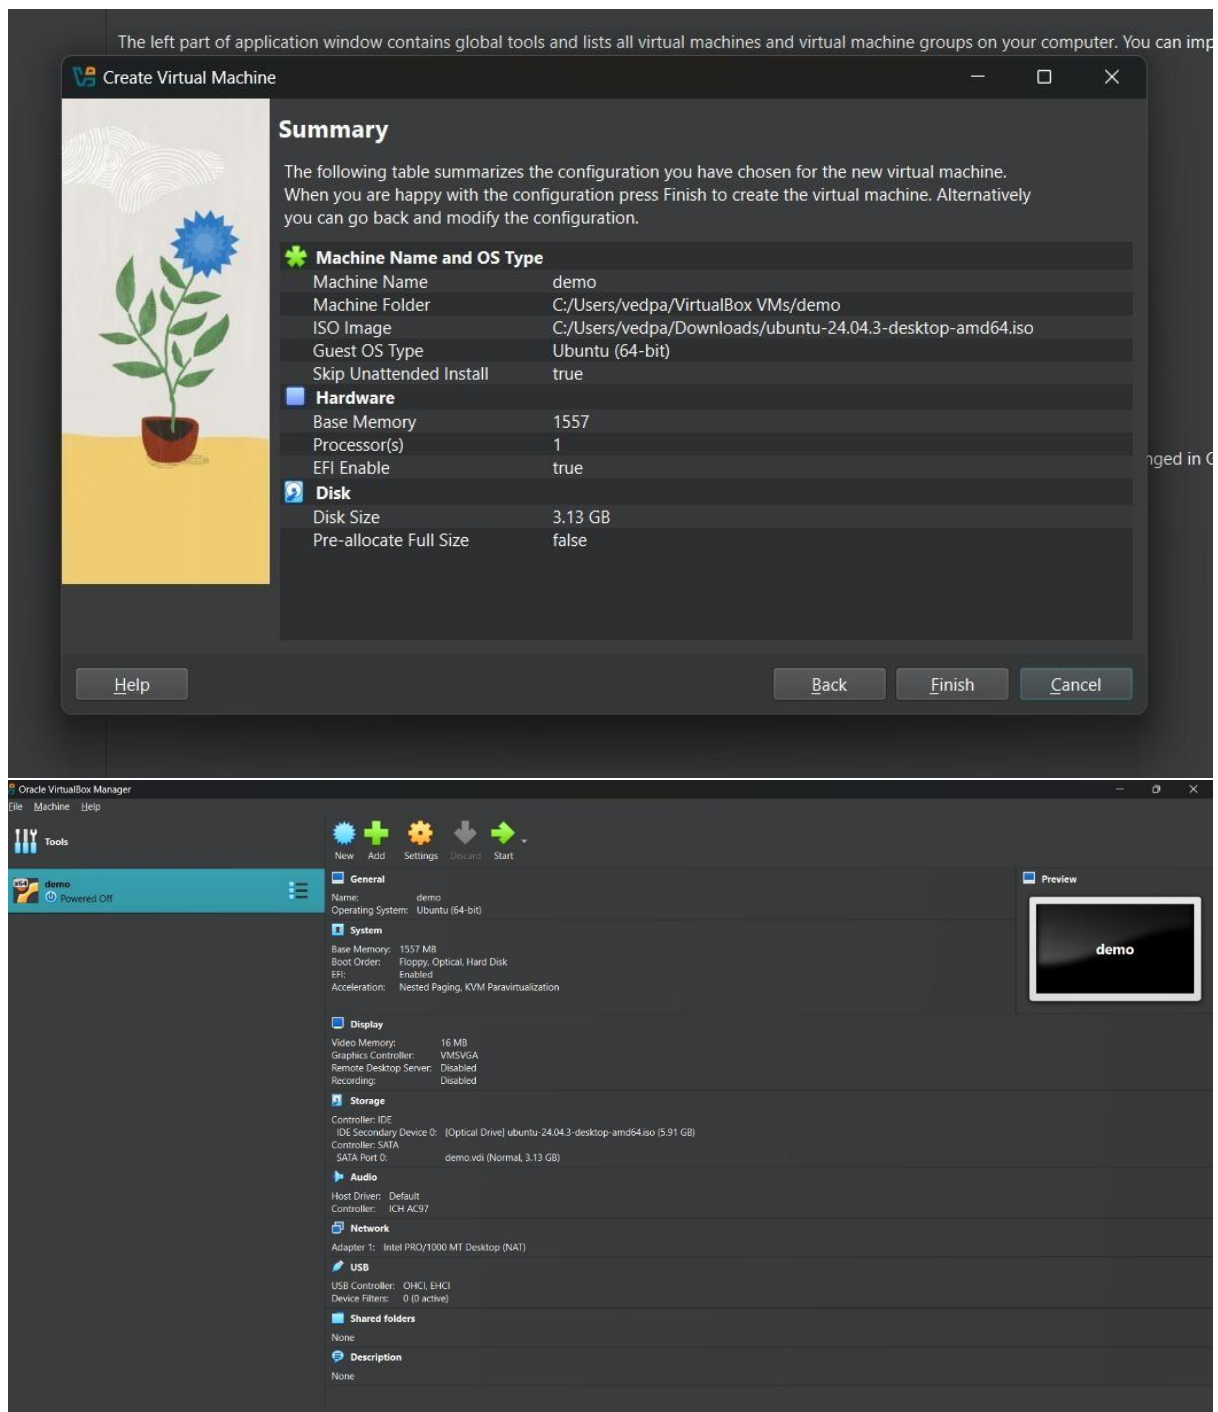 The left part of application window contains global tools and lists all virtual machines and virtual machine groups on your computer. You can imp
Create Virtual Machine
Summary
The following table summarizes the configuration you have chosen for the new virtual machine.
When you are happy with the configuration press Finish to create the virtual machine. Alternatively
you can go back and modify the configuration.
Machine Name and OS Type
Machine Name demo
Machine Folder C:/Users/vedpa/VirtualBox VMs/demo
ISO Image C:/Users/vedpa/Downloads/ubuntu-24.04.3-desktop-amd64.iso
Guest OS Type Ubuntu (64-bit)
Skip Unattended Install true
Hardware
Base Memory 1557
Processor(s) 1
nged in G
EFI Enable true
Disk
Disk Size 3.13 GB
Pre-allocate Full Size false
Help Back Finish Cancel
Oracle VirtualBox Manager
File Machine Help
Tools
New Add Settings Discard Start
x64 demo
Powered Off
General
Name: demo
Operating System: Ubuntu (64-bit)
Preview
demo
System
Base Memory: 1557 MB
Boot Order: Floppy, Optical, Hard Disk
EFI: Enabled
Acceleration: Nested Paging, KVM Paravirtualization
Display
Video Memory: 16 MB
Graphics Controller: VMSVGA
Remote Desktop Server: Disabled
Recording: Disabled
Storage
Controller: IDE
IDE Secondary Device 0: [Optical Drive] ubuntu-24.04.3-desktop-amd64.iso (5.91 GB)
Controller: SATA
SATA Port 0: demo.vdi (Normal, 3.13 GB)
Audio
Host Driver: Default
Controller: ICH AC97
Network
Adapter 1: Intel PRO/1000 MT Desktop (NAT)
USB
USB Controller: OHCI, EHCI
Device Filters: 0 (0 active)
Shared folders
None
Description
None